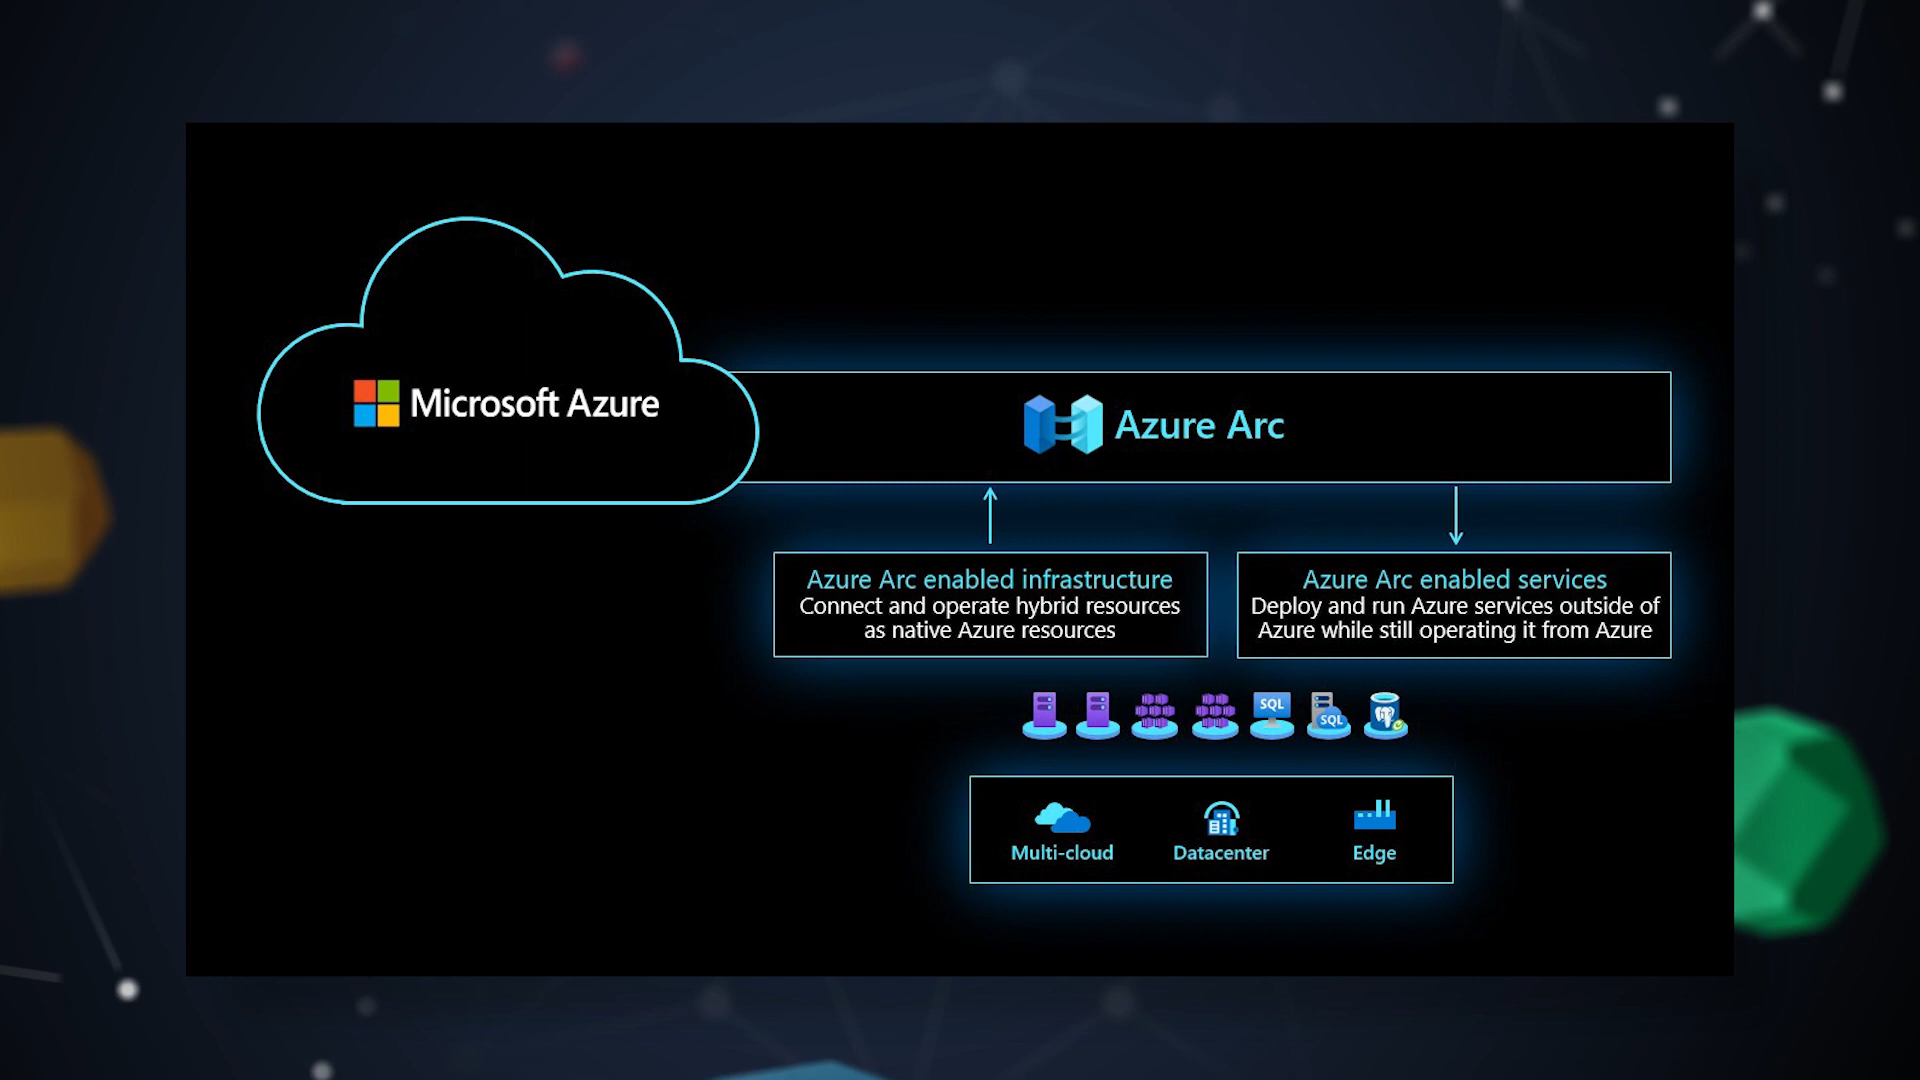 Microsoft Azure
Azure Arc
Azure Arc enabled infrastructure
Connect and operate hybrid resources
as native Azure resources
Azure Arc enabled services
Deploy and run Azure services outside of
Azure while still operating it from Azure
SQL
SQL
Multi-cloud
Datacenter
Edge